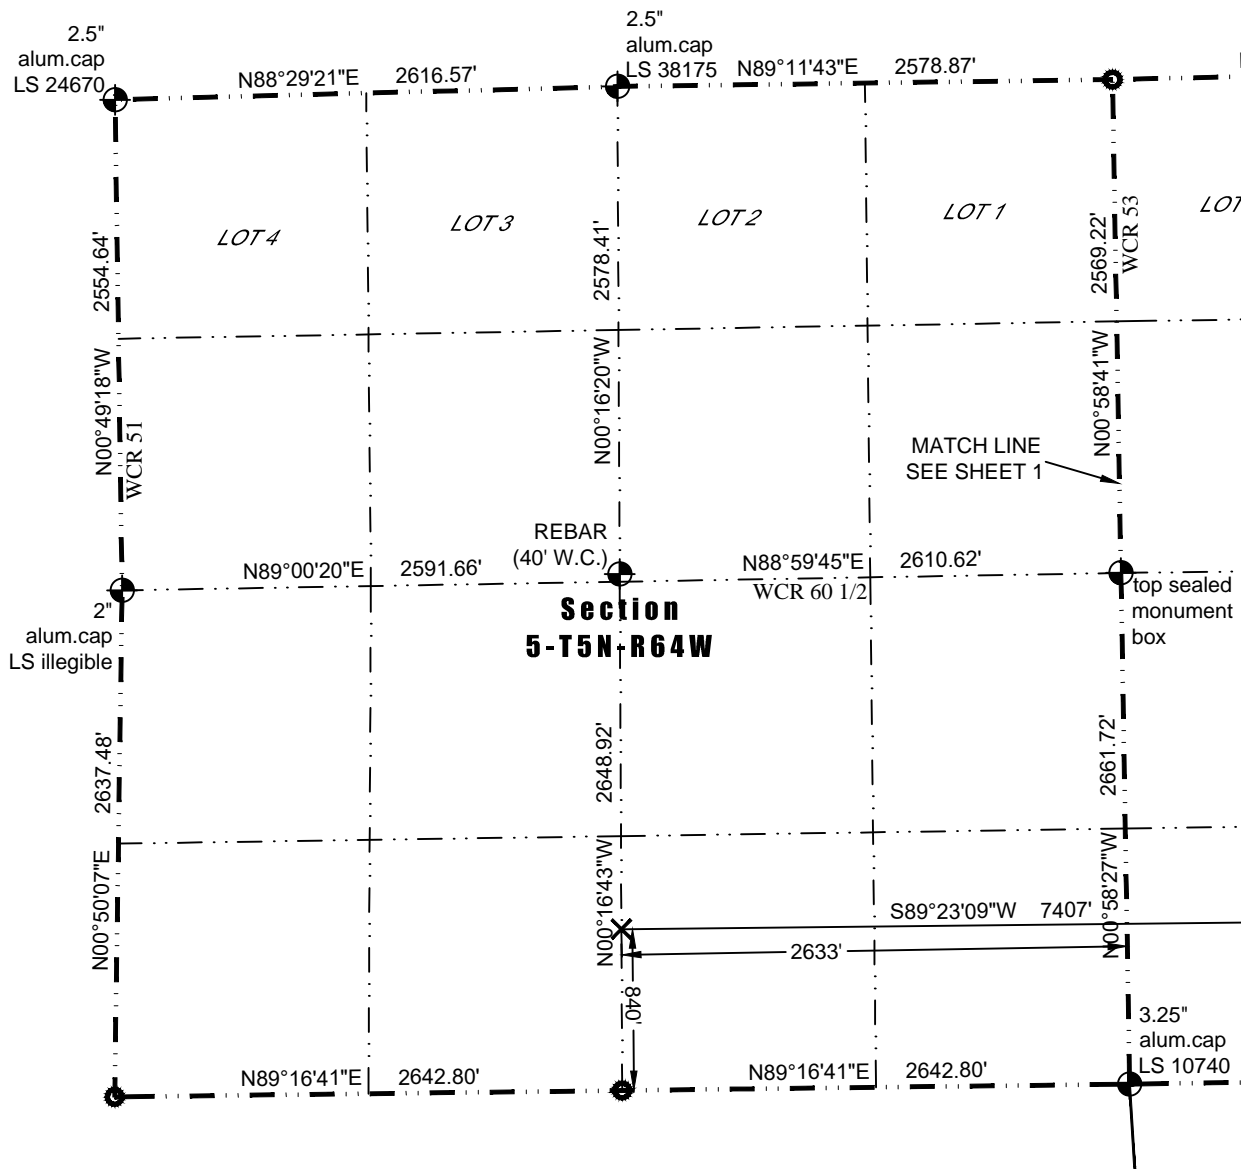 2.5"
alum.cap
LS 24670
N88°29'21"E 2616.57'
2.5"
alum.cap
LS 38175
N89°11'43"E 2578.87'
LOT 4
LOT 3
LOT 2
LOT 1
LOT
2554.64'
N00°49'18"W
WCR 51
2578.41'
N00°16'20"W
2569.22'
N00°58'41"W
WCR 53
MATCH LINE
SEE SHEET 1
REBAR
(40' W.C.)
N89°00'20"E 2591.66'
N88°59'45"E 2610.62'
WCR 60 1/2
2"
alum.cap
LS illegible
Section
5-T5N-R64W
top sealed
monument
box
2637.48'
N00°50'07"E
2648.92'
N00°16'43"W
2661.72'
N00°58'27"W
S89°23'09"W 7407'
2633'
840'
N89°16'41"E 2642.80'
N89°16'41"E 2642.80'
3.25"
alum.cap
LS 10740